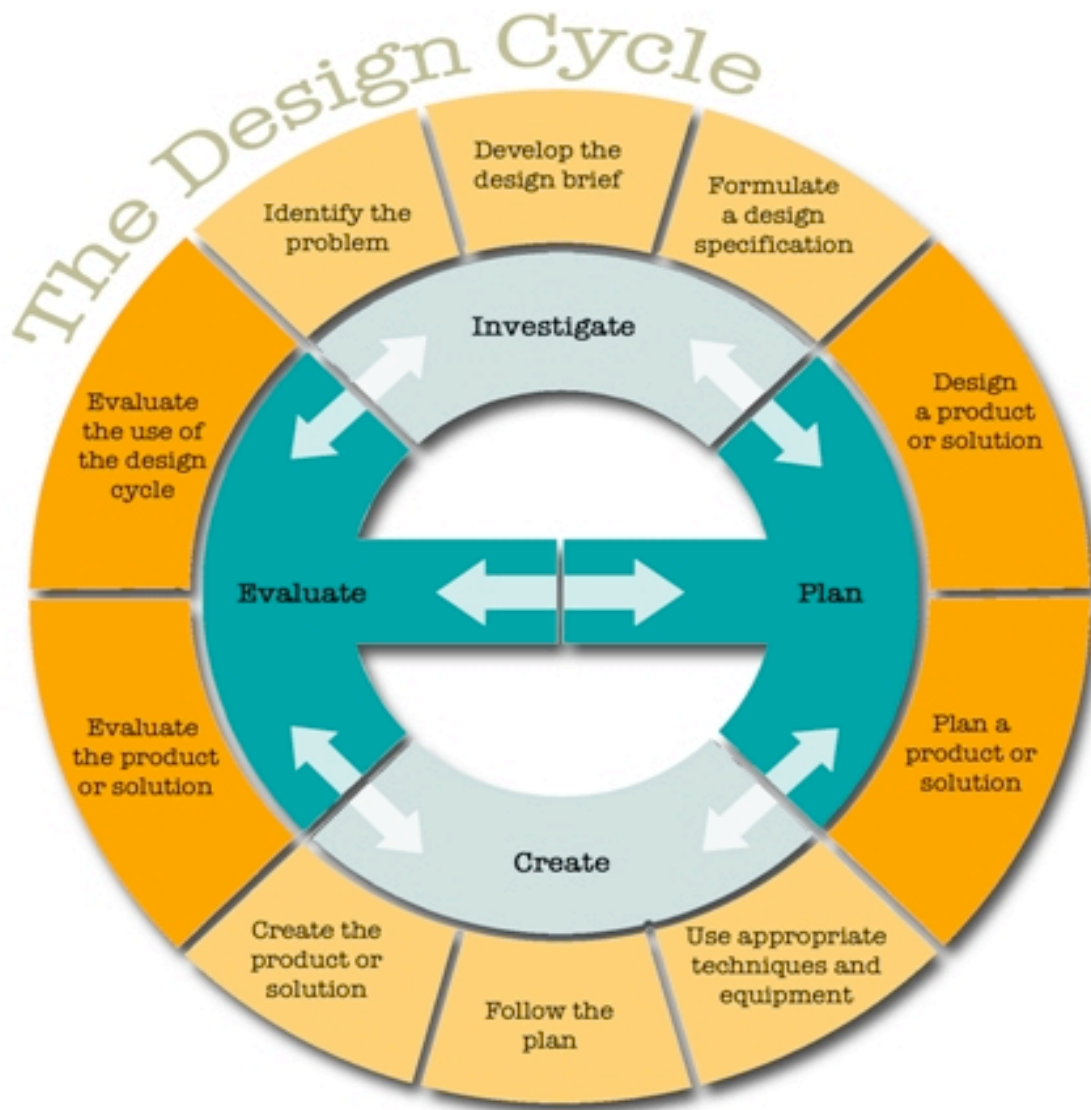 The Design Cycle
Identify the
problem
Develop the
design brief
Formulate
a design
specification
Design
a product
or solution
Plan a
product or
solution
Use appropriate
techniques and
equipment
Follow the
plan
Create the
product or
solution
Evaluate
the product
or solution
Evaluate
the use of
the design
cycle
Investigate
Plan
Create
Evaluate